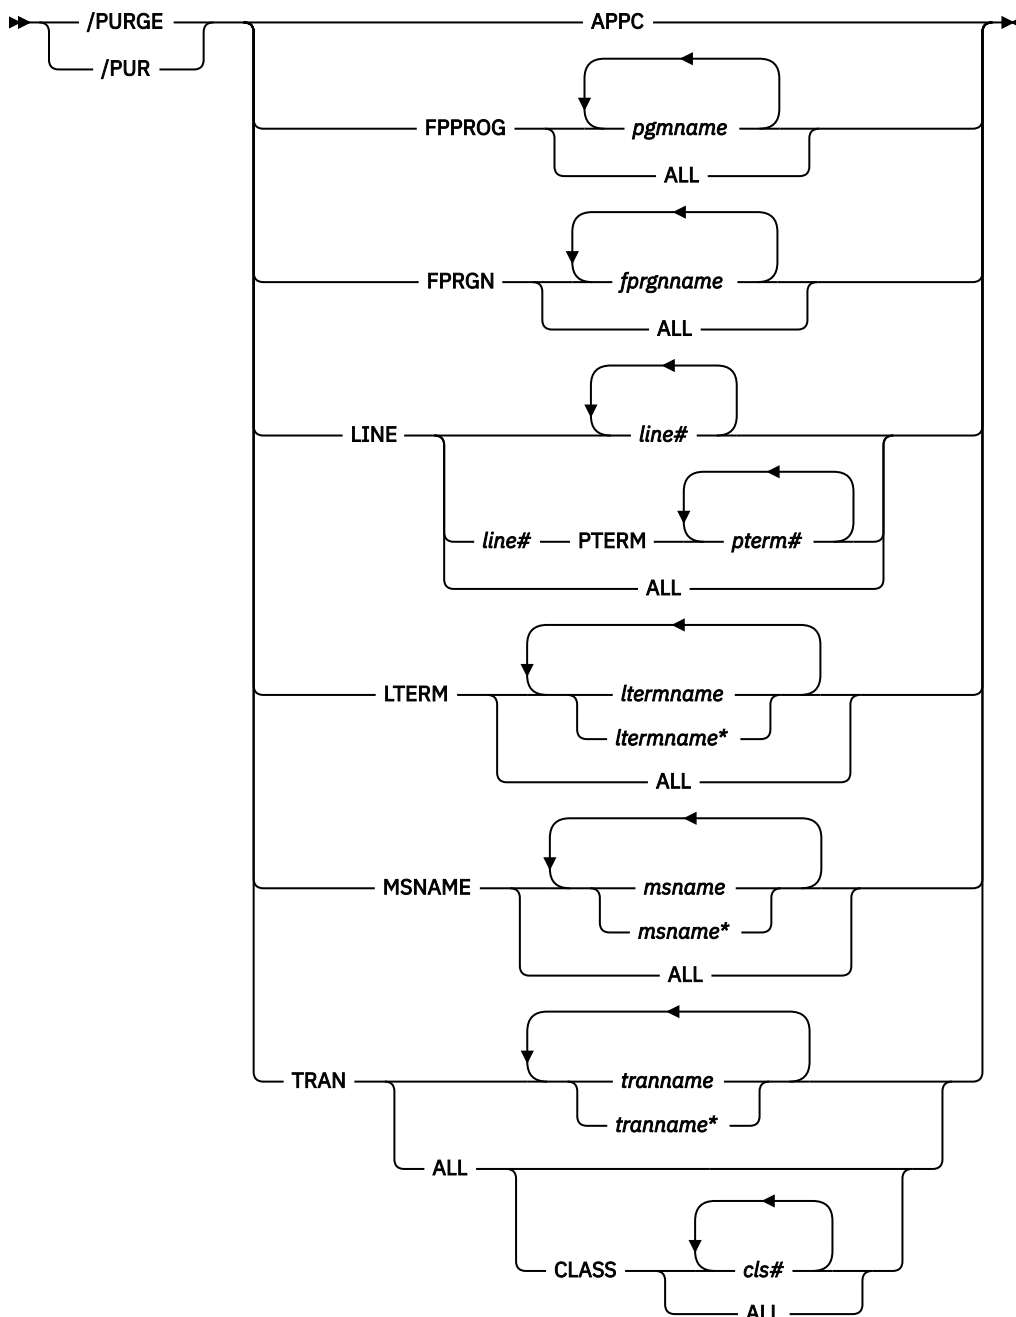 /PURGE APPC
/PUR
FPPROG pgmname
ALL
FPRGN fprgnname
ALL
LINE line#
line# PTERM pterm#
ALL
LTERM ltermname
ltermname*
ALL
MSNAME msname
msname*
ALL
TRAN tranname
tranname*
ALL
CLASS cls#
ALL